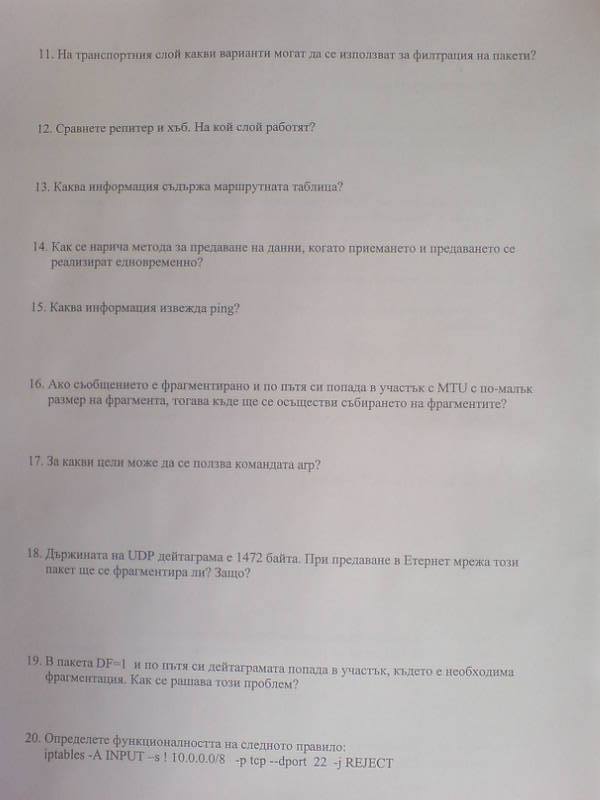 11. На транспортния слой какви варианти могат да се използват за филтрация на пакети?
12. Сравнете репитер и хъб. На кой слой работят?
13. Каква информация съдържа маршрутната таблица?
14. Как се нарича метода за предаване на данни, когато приемането и предаването се
реализират едновременно?
15. Каква информация извежда ping?
16. Ако съобщението е фрагментирано и по пътя си попада в участък с MTU с по-малък
размер на фрагмента, тогава къде ще се осъществи събирането на фрагментите?
17. За какви цели може да се ползва командата arp?
18. Държината на UDP дейтаграма е 1472 байта. При предаване в Етернет мрежа този
пакет ще се фрагментира ли? Защо?
19. В пакета DF=1 и по пътя си дейтаграмата попада в участък, където е необходима
фрагментация. Как се рашава този проблем?
20. Определете функционалността на следното правило:
iptables -A INPUT –s ! 10.0.0.0/8 -p tcp --dport 22 -j REJECT